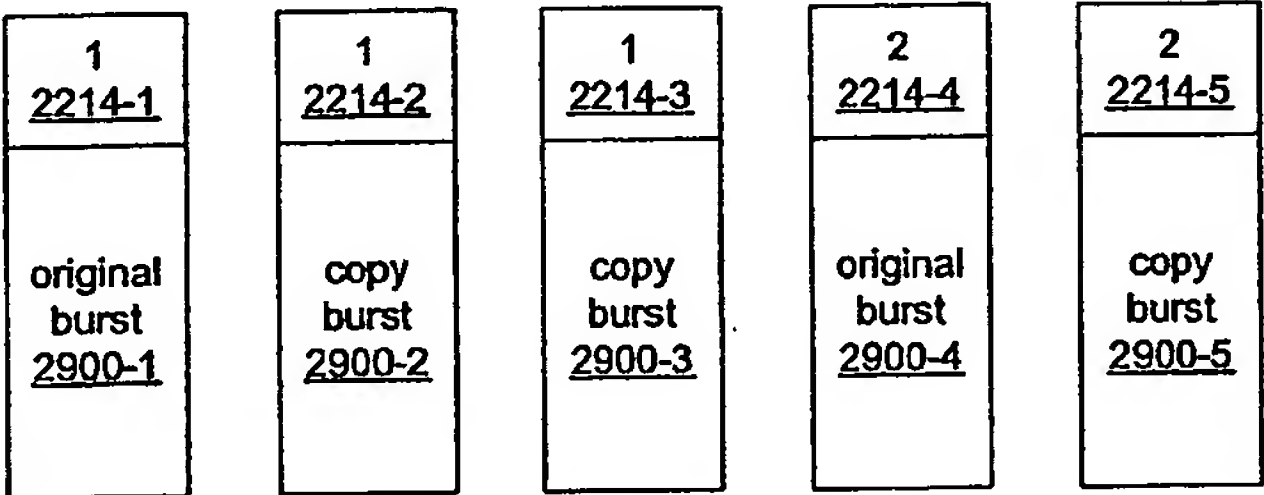 1
2214-1
original
burst
2900-1
1
2214-2
copy
burst
2900-2
1
2214-3
copy
burst
2900-3
2
2214-4
original
burst
2900-4
2
2214-5
copy
burst
2900-5